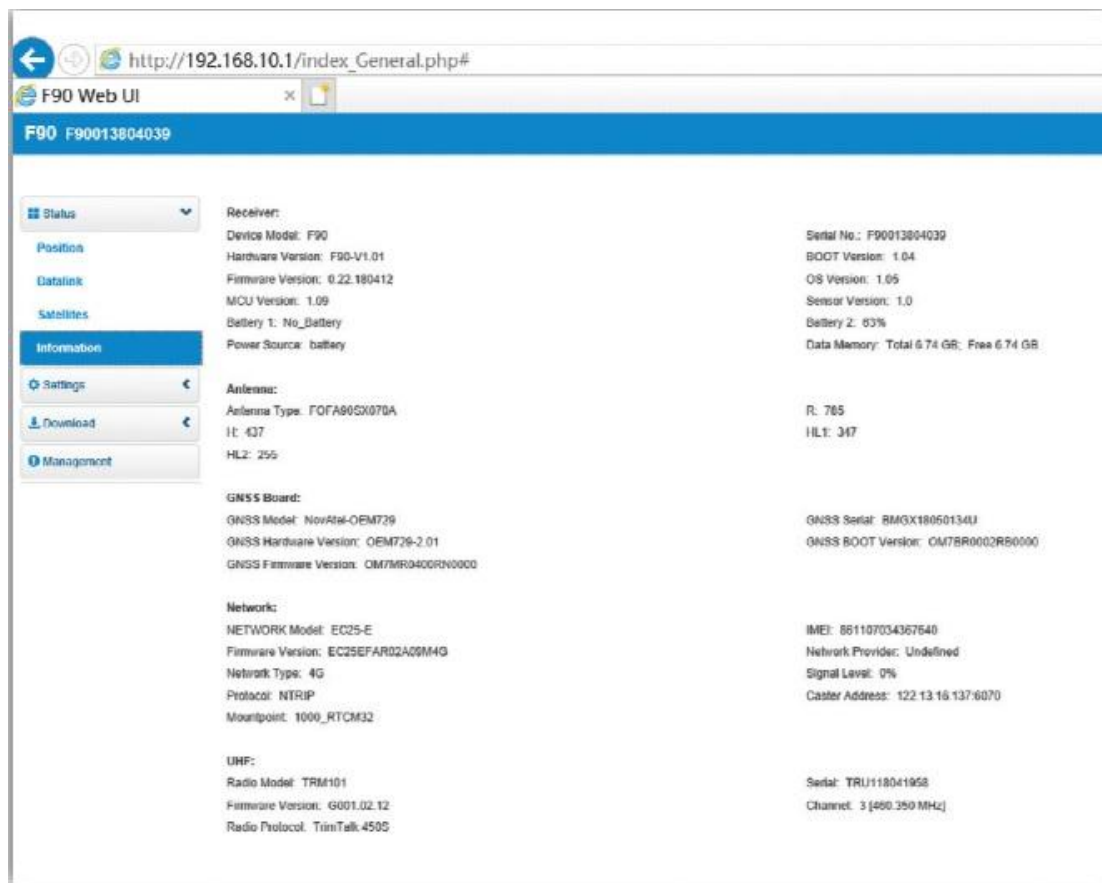 http://192.168.10.1/index_General.php#
F90 Web UI
F90 F90013804039
Status
Position
Datalink
Satellites
Information
Settings
Download
Management
Receiver:
Device Model: F90 Serial No.: F90013804039
Hardware Version: F90-V1.01 BOOT Version: 1.04
Firmware Version: 0.22.180412 OS Version: 1.05
MCU Version: 1.09 Sensor Version: 1.0
Battery 1: No_Battery Battery 2: 63%
Power Source: battery Data Memory: Total 6.74 GB; Free 6.74 GB
Antenna:
Antenna Type: FOFA90SX070A R: 785
H: 437 HL1: 347
HL2: 255
GNSS Board:
GNSS Model: NovAtel-OEM729 GNSS Serial: BMGX18050134U
GNSS Hardware Version: OEM729-2.01 GNSS BOOT Version: OM7BR0002RB0000
GNSS Firmware Version: OM7MR0400RN0000
Network:
NETWORK Model: EC25-E IMEI: 861107034367640
Firmware Version: EC25EFAR02A09M4G Network Provider: Undefined
Network Type: 4G Signal Level: 0%
Protocol: NTRIP Caster Address: 122.13.16.137:6070
Mountpoint: 1000_RTCM32
UHF:
Radio Model: TRM101 Serial: TRU118041958
Firmware Version: G001.02.12 Channel: 3 [460.350 MHz]
Radio Protocol: TrimTalk 450S